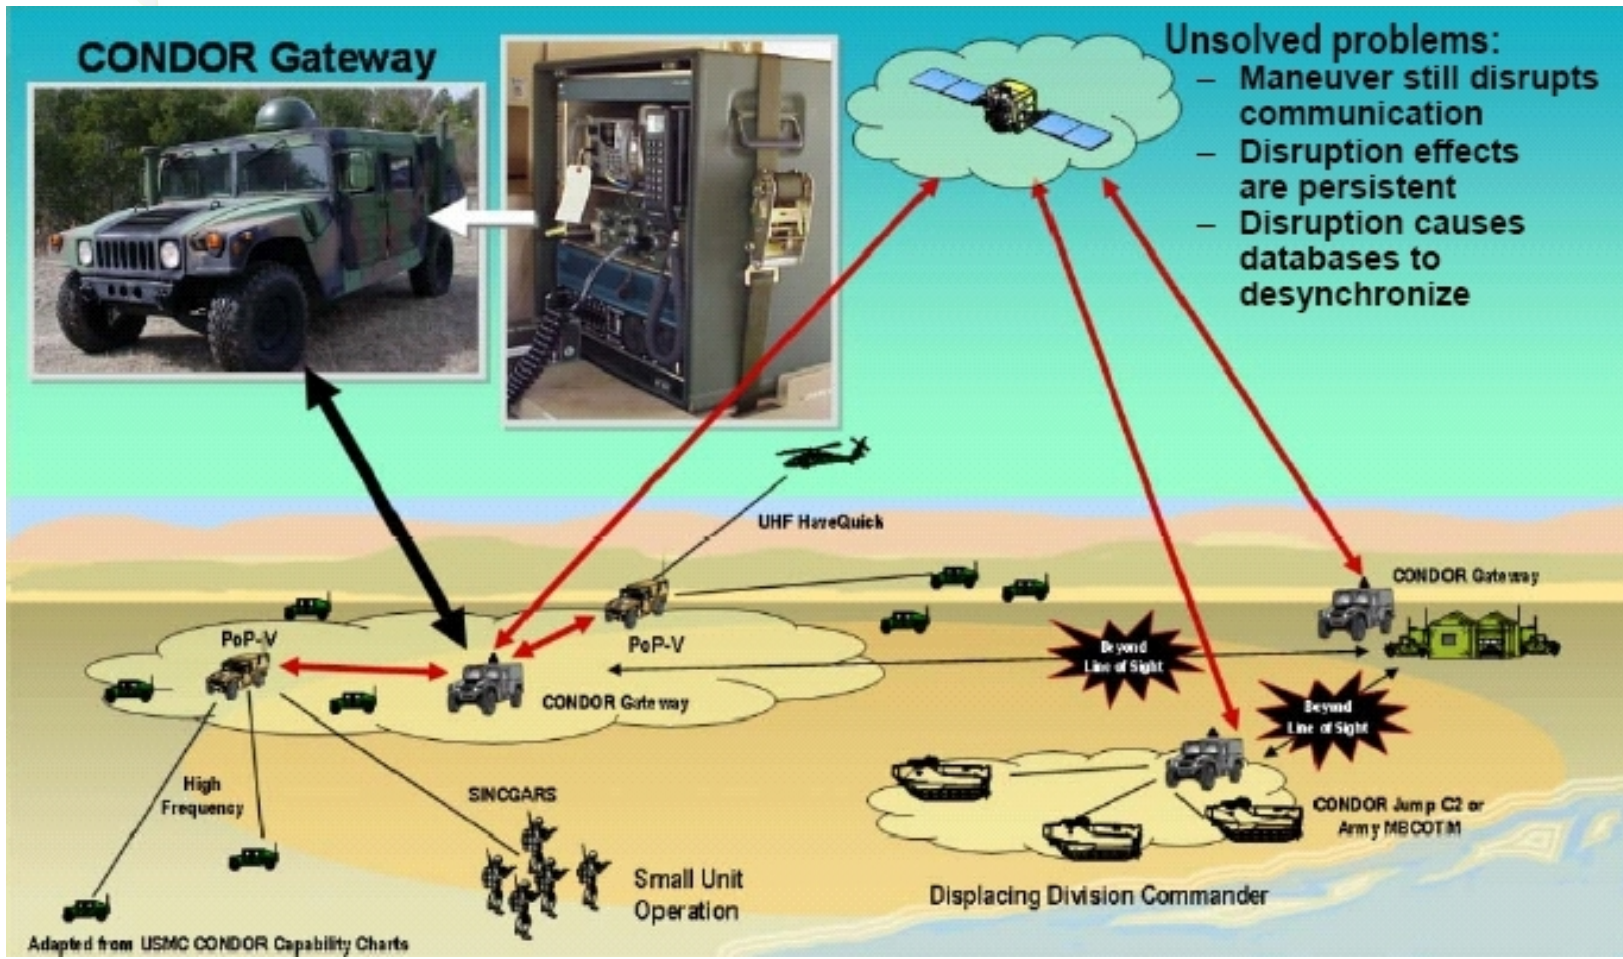 CONDOR Gateway
Unsolved problems:
– Maneuver still disrupts
communication
– Disruption effects
are persistent
– Disruption causes
databases to
desynchronize
UHF HaveQuick
CONDOR Gateway
PoP-V
PoP-V
Beyond
Line of Sight
CONDOR Gateway
Beyond
Line of Sight
High
Frequency
SINCGARS
CONDOR Jump C2 or
Army MBCOTM
Small Unit
Operation
Displacing Division Commander
Adapted from USMC CONDOR Capability Charts